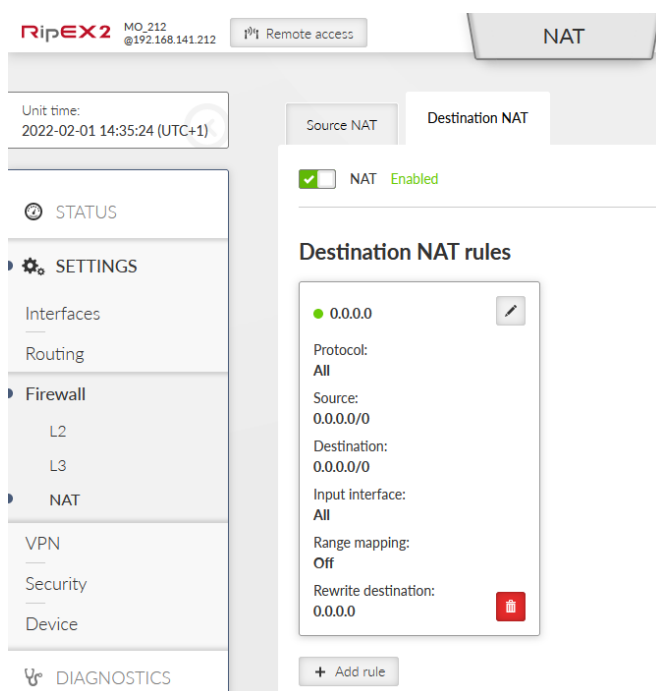 RipEX2
MO_212
@192.168.141.212
Remote access
NAT
Unit time:
2022-02-01 14:35:24 (UTC+1)
STATUS
SETTINGS
Interfaces
Routing
Firewall
L2
L3
NAT
VPN
Security
Device
DIAGNOSTICS
Source NAT
Destination NAT
NAT Enabled
Destination NAT rules
0.0.0.0
Protocol:
All
Source:
0.0.0.0/0
Destination:
0.0.0.0/0
Input interface:
All
Range mapping:
Off
Rewrite destination:
0.0.0.0
+ Add rule